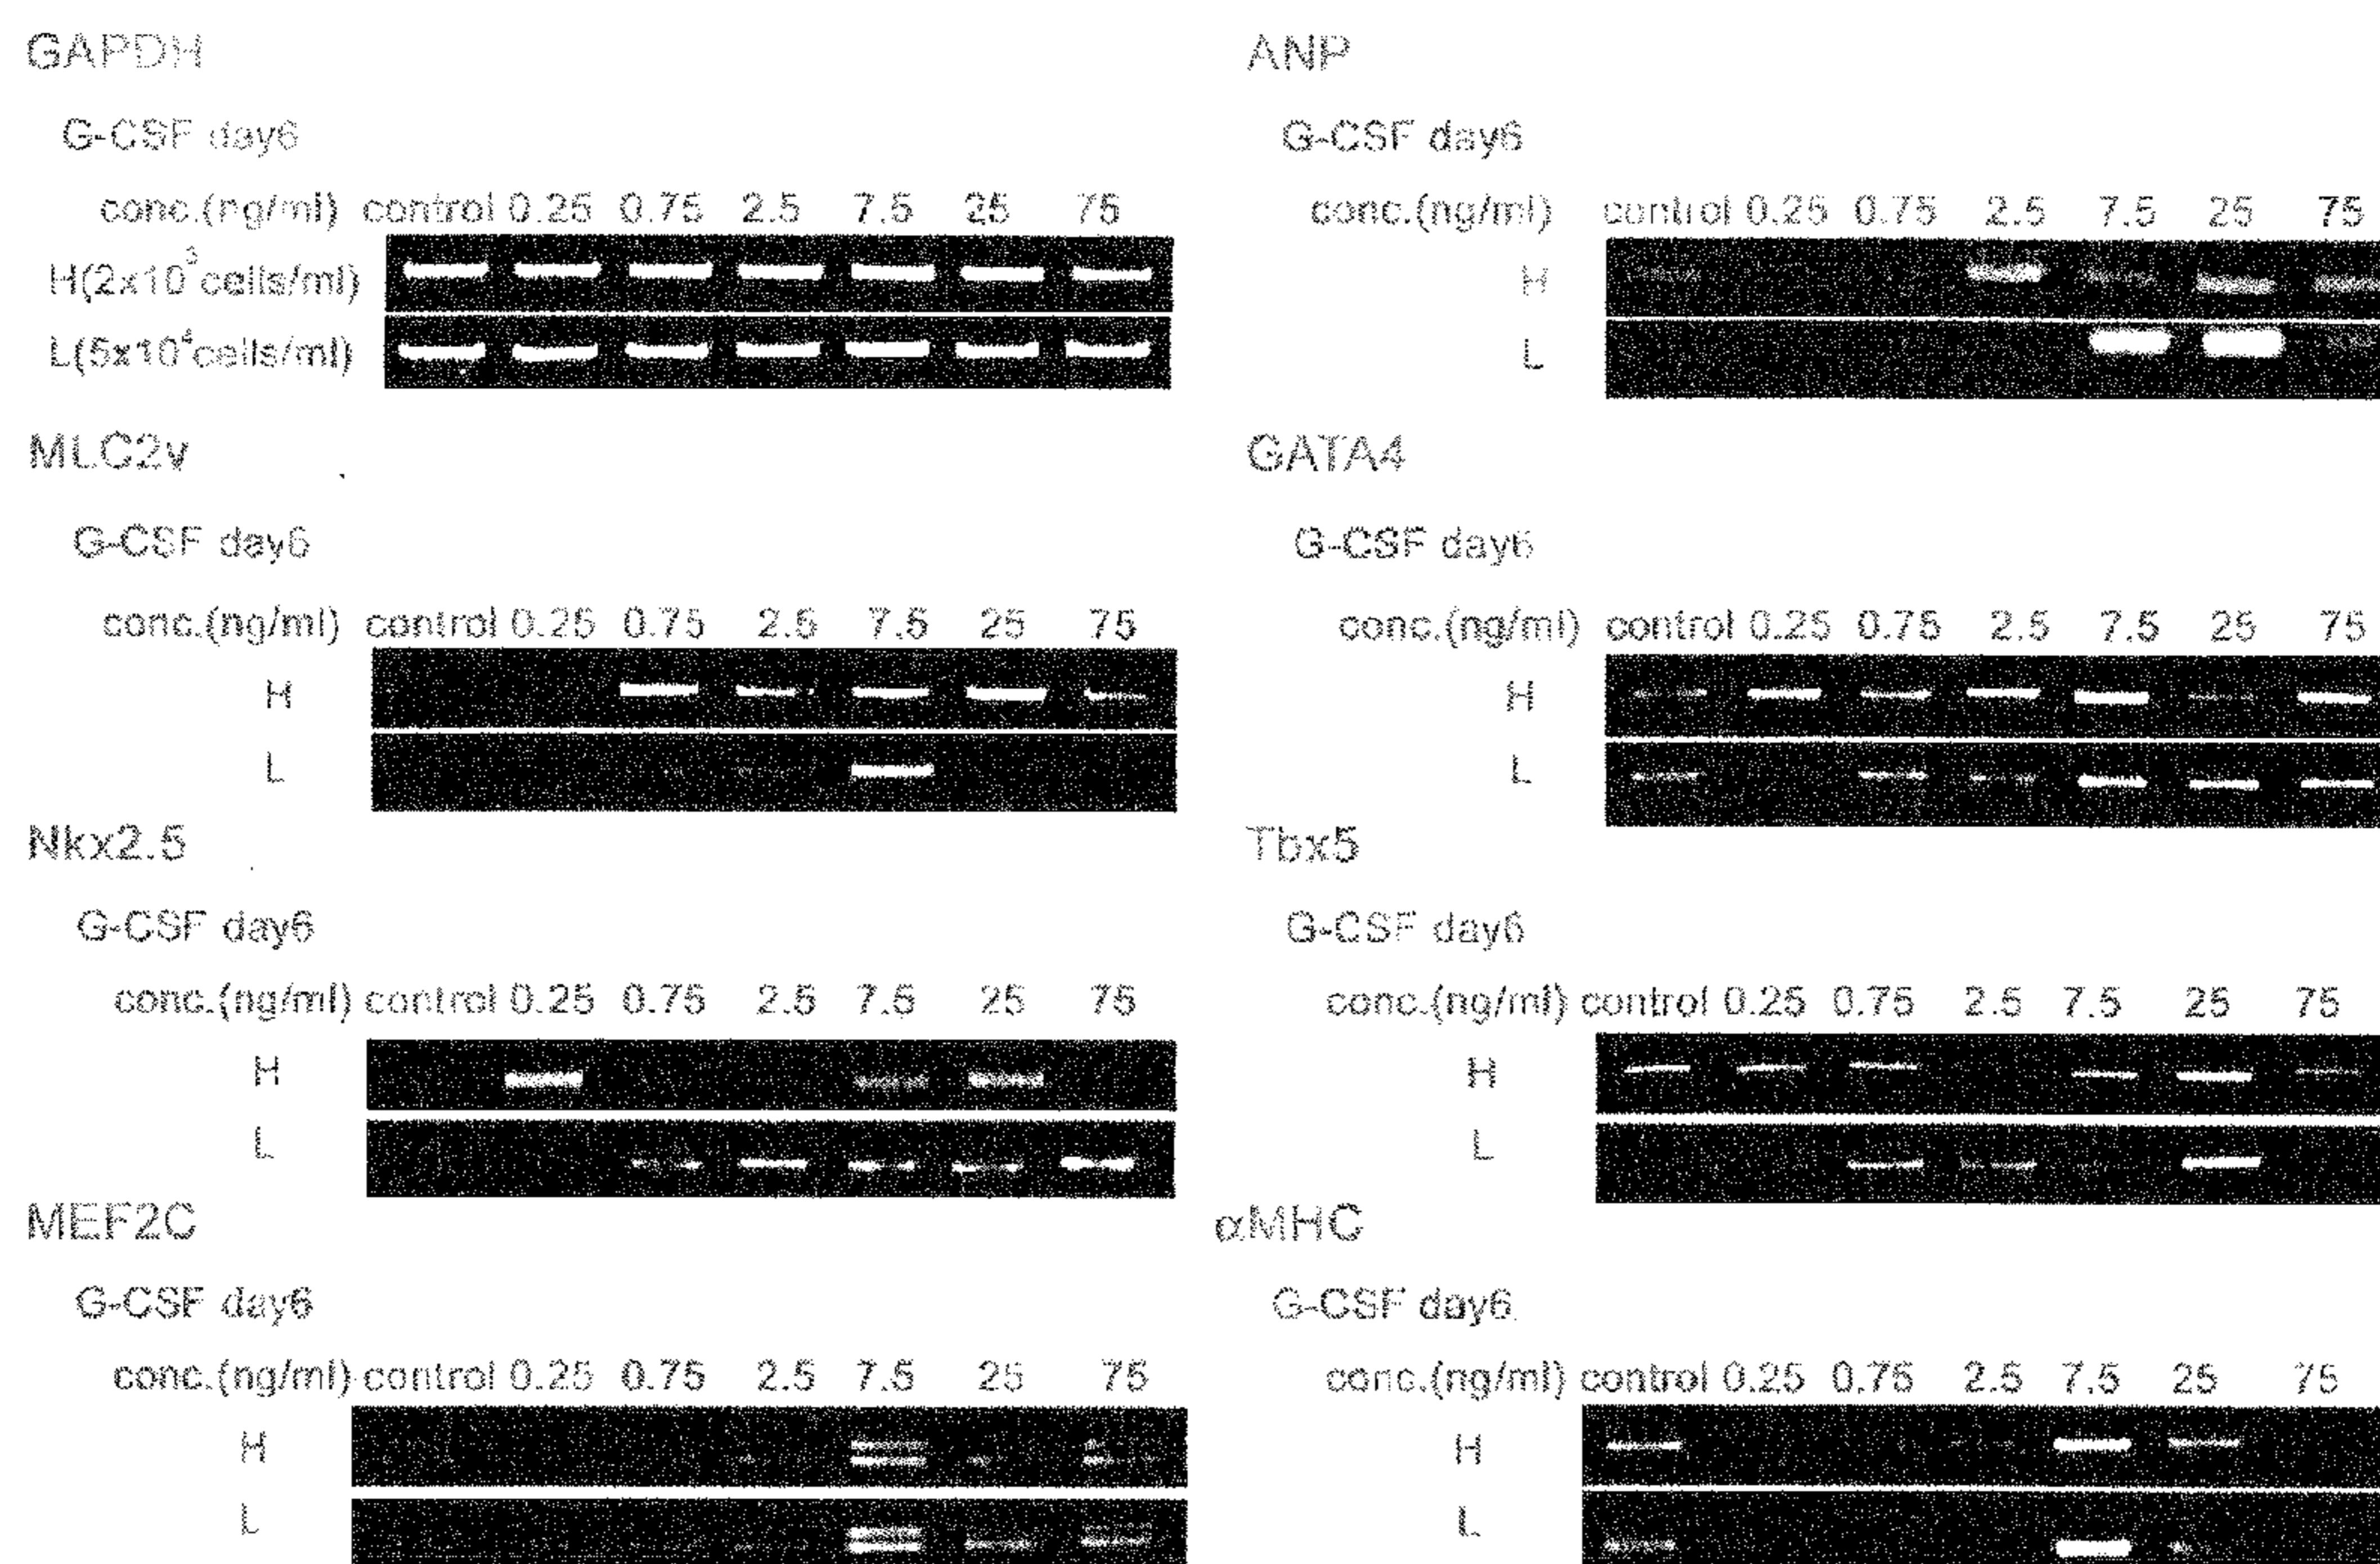 GAPDH
G-CSF day6
conc.(ng/ml) control 0.25 0.75 2.5 7.5 25 75
H(2x10³cells/ml)
L(5x10⁴cells/ml)
MLC2v
G-CSF day6
conc.(ng/ml) control 0.25 0.75 2.5 7.5 25 75
H
L
Nkx2.5
G-CSF day6
conc.(ng/ml) control 0.25 0.75 2.5 7.5 25 75
H
L
MEF2C
G-CSF day6
conc.(ng/ml) control 0.25 0.75 2.5 7.5 25 75
H
L
ANP
G-CSF day6
conc.(ng/ml) control 0.25 0.75 2.5 7.5 25 75
H
L
GATA4
G-CSF day6
conc.(ng/ml) control 0.25 0.75 2.5 7.5 25 75
H
L
Tbx5
G-CSF day6
conc.(ng/ml) control 0.25 0.75 2.5 7.5 25 75
H
L
αMHC
G-CSF day6
conc.(ng/ml) control 0.25 0.75 2.5 7.5 25 75
H
L